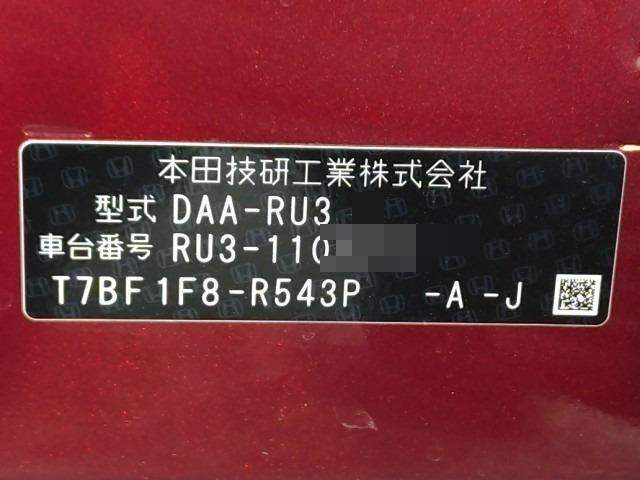 本田技研工業株式会社
型式 DAA-RU3
車台番号 RU3-110
T7BF1F8-R543P -A -J